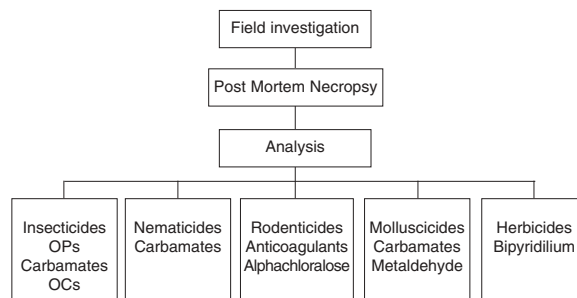 Field investigation
Post Mortem Necropsy
Analysis
Insecticides
OPs
Carbamates
OCs
Nematicides
Carbamates
Rodenticides
Anticoagulants
Alphachloralose
Molluscicides
Carbamates
Metaldehyde
Herbicides
Bipyridilium